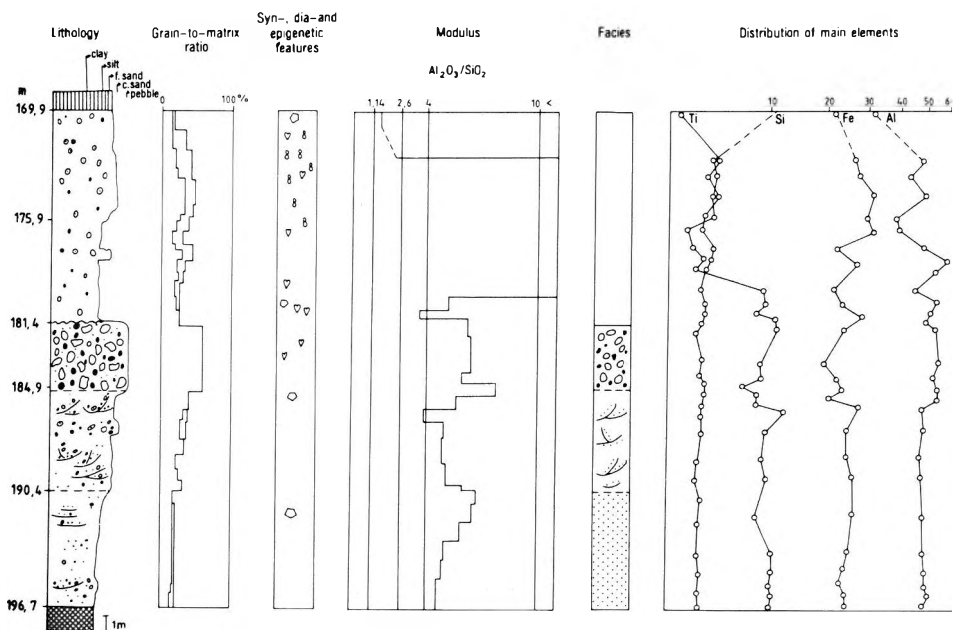 Lithology
Grain-to-matrix ratio
Syn-, dia- and epigenetic features
Modulus
Al2O3/SiO2
Facies
Distribution of main elements
clay
silt
f. sand
c. sand
pebble
m
0 100%
1,14 2,6 4 10 <
10 20 30 40 50 6
Ti Si Fe Al
169,9
175,9
181,4
184,9
190,4
196,7
1m